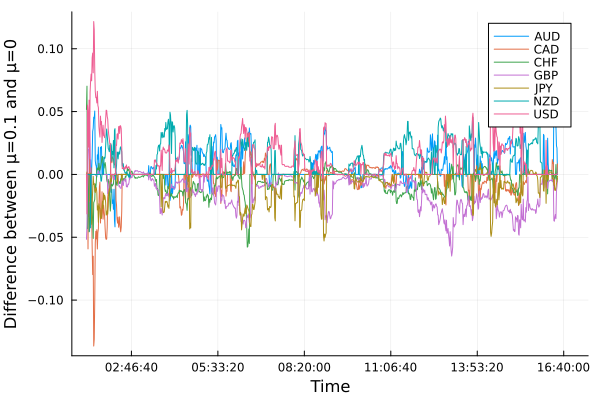 Difference between μ=0.1 and μ=0
0.10
0.05
0.00
−0.05
−0.10
AUD
CAD
CHF
GBP
JPY
NZD
USD
02:46:40 05:33:20 08:20:00 11:06:40 13:53:20 16:40:00
Time